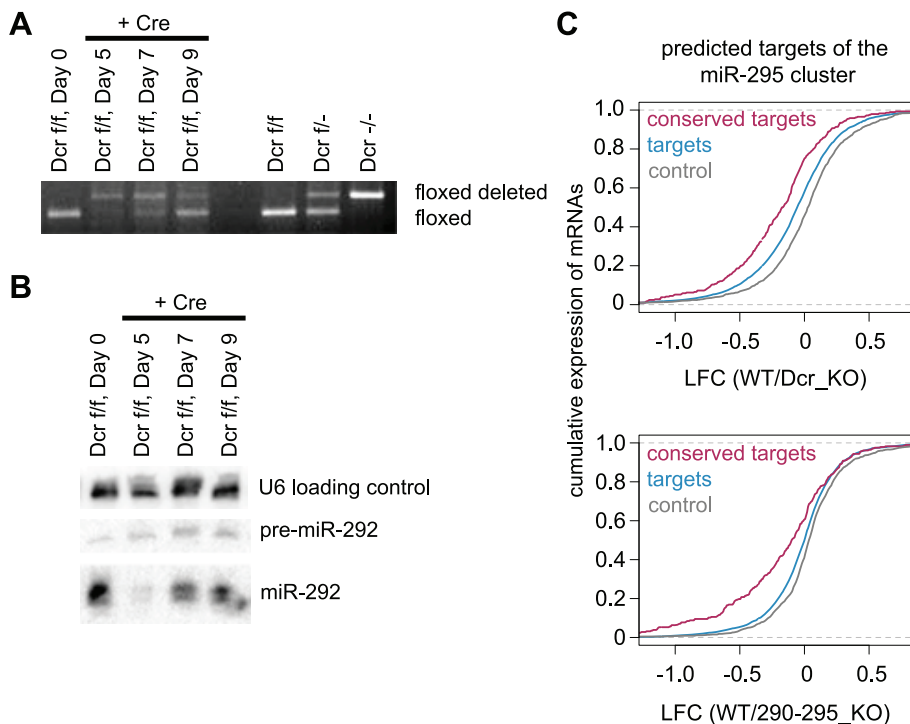 A
+ Cre
Dcr f/f, Day 0
Dcr f/f, Day 5
Dcr f/f, Day 7
Dcr f/f, Day 9
Dcr f/f
Dcr f/-
Dcr -/-
floxed deleted
floxed
B
+ Cre
Dcr f/f, Day 0
Dcr f/f, Day 5
Dcr f/f, Day 7
Dcr f/f, Day 9
U6 loading control
pre-miR-292
miR-292
C
predicted targets of the
miR-295 cluster
cumulative expression of mRNAs
1.0
0.8
0.6
0.4
0.2
0
conserved targets
targets
control
-1.0
-0.5
0
0.5
LFC (WT/Dcr_KO)
1.0
0.8
0.6
0.4
0.2
0
conserved targets
targets
control
-1.0
-0.5
0
0.5
LFC (WT/290-295_KO)